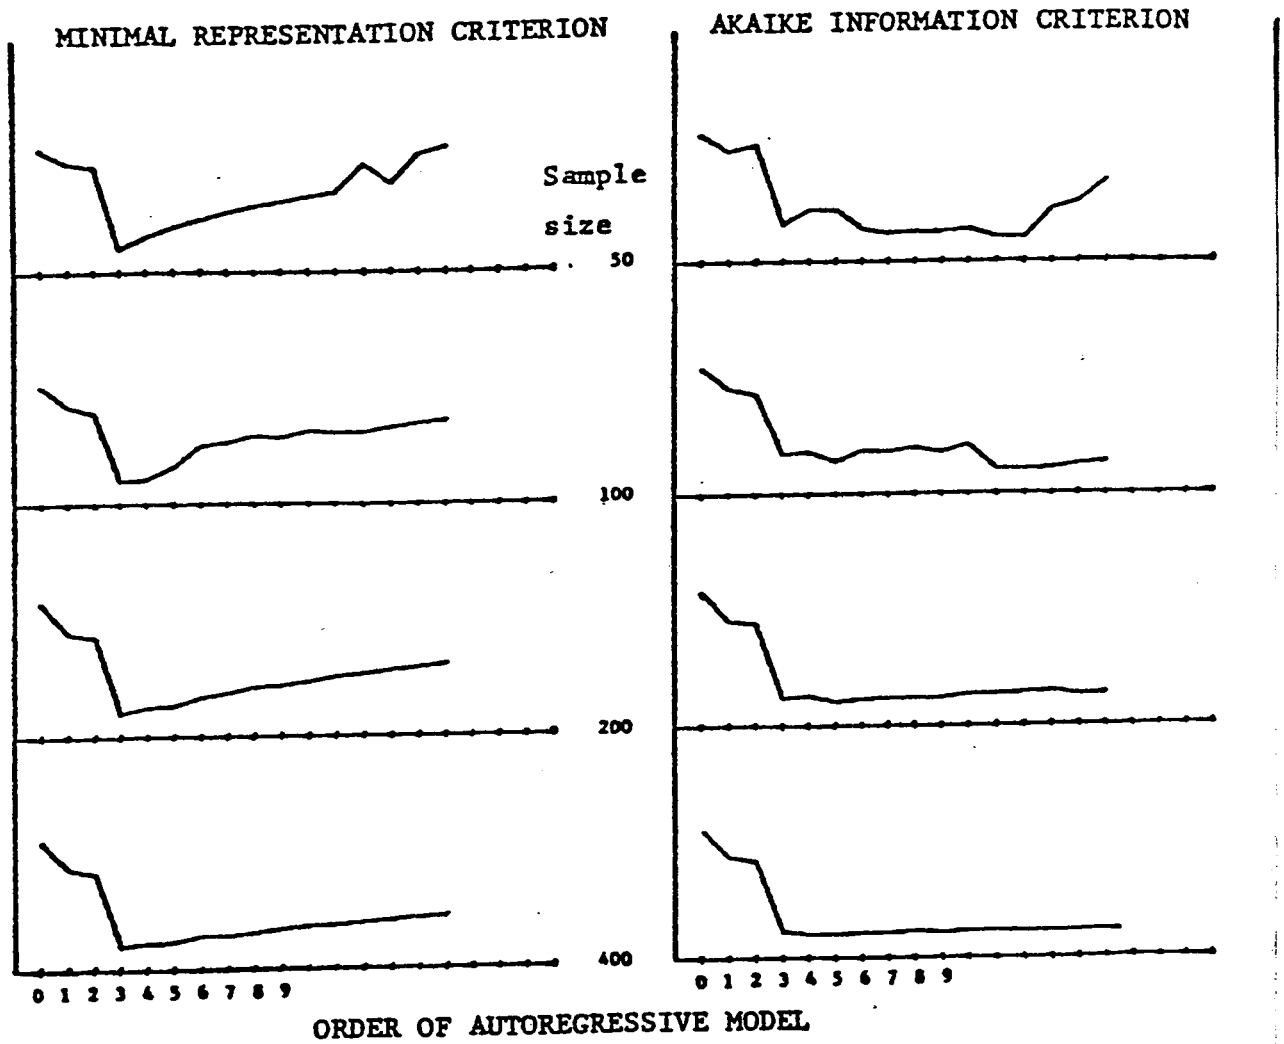 MINIMAL REPRESENTATION CRITERION
AKAIKE INFORMATION CRITERION
Sample
size
50
100
200
400
0 1 2 3 4 5 6 7 8 9
0 1 2 3 4 5 6 7 8 9
ORDER OF AUTOREGRESSIVE MODEL